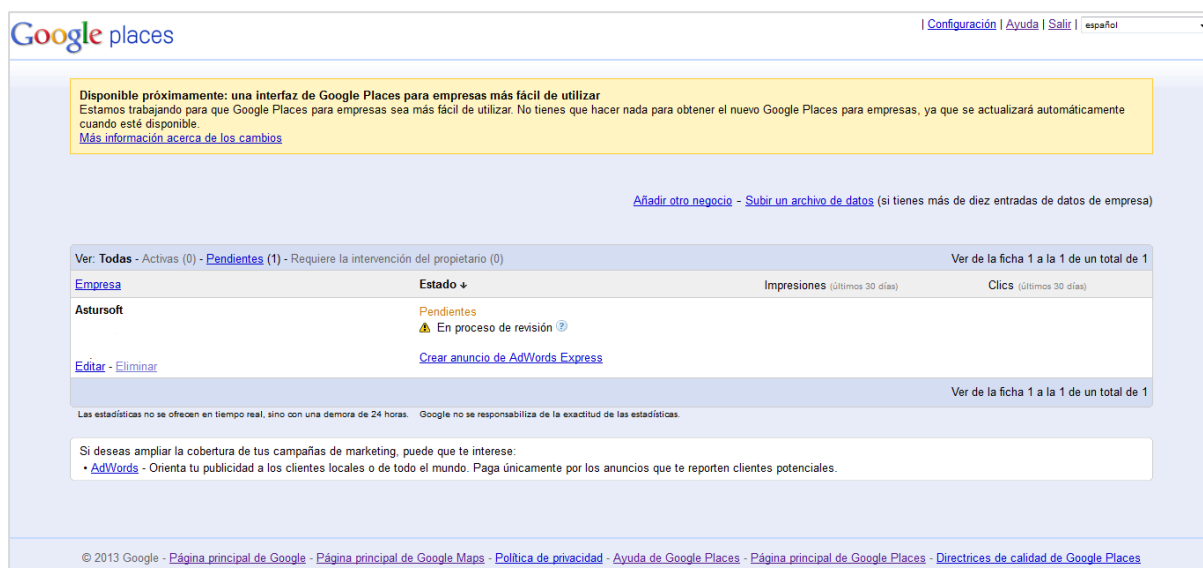 Google places
| Configuración | Ayuda | Salir | español
Disponible próximamente: una interfaz de Google Places para empresas más fácil de utilizar
Estamos trabajando para que Google Places para empresas sea más fácil de utilizar. No tienes que hacer nada para obtener el nuevo Google Places para empresas, ya que se actualizará automáticamente
cuando esté disponible.
Más información acerca de los cambios
Añadir otro negocio - Subir un archivo de datos (si tienes más de diez entradas de datos de empresa)
Ver: Todas - Activas (0) - Pendientes (1) - Requiere la intervención del propietario (0) Ver de la ficha 1 a la 1 de un total de 1
Empresa Estado ↓ Impresiones (últimos 30 días) Clics (últimos 30 días)
Astursoft Pendientes
En proceso de revisión ?
Crear anuncio de AdWords Express
Editar - Eliminar
Ver de la ficha 1 a la 1 de un total de 1
Las estadísticas no se ofrecen en tiempo real, sino con una demora de 24 horas. Google no se responsabiliza de la exactitud de las estadísticas.
Si deseas ampliar la cobertura de tus campañas de marketing, puede que te interese:
• AdWords - Orienta tu publicidad a los clientes locales o de todo el mundo. Paga únicamente por los anuncios que te reporten clientes potenciales.
© 2013 Google - Página principal de Google - Página principal de Google Maps - Política de privacidad - Ayuda de Google Places - Página principal de Google Places - Directrices de calidad de Google Places